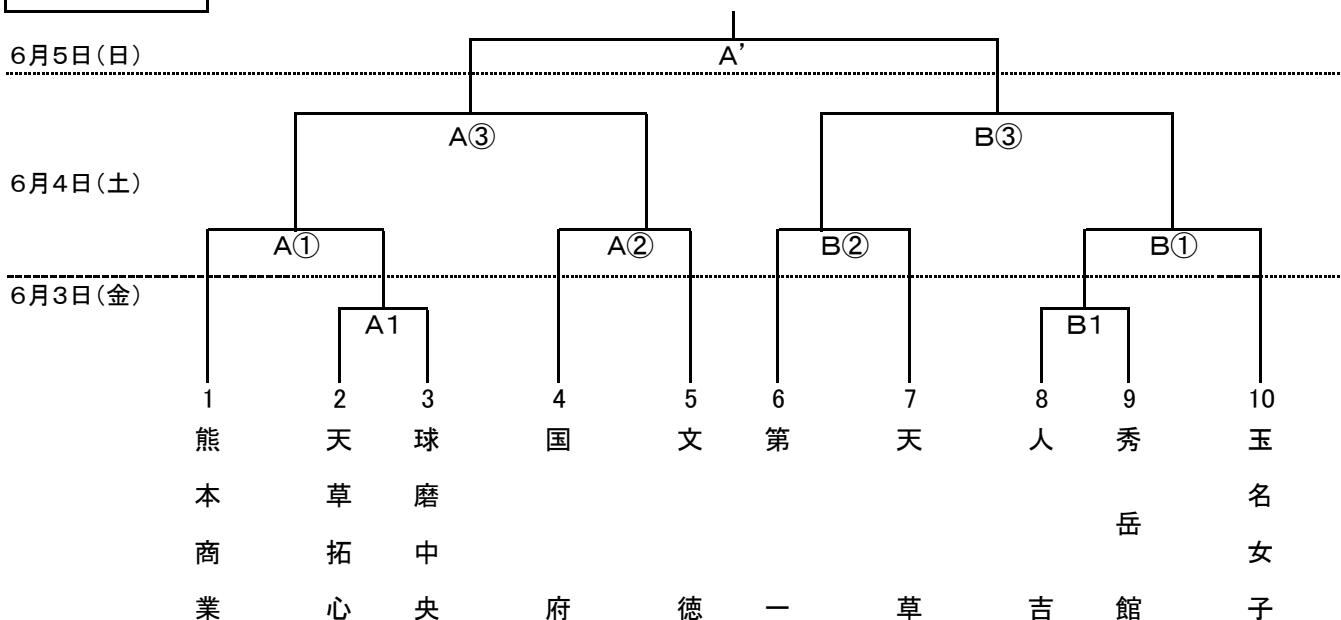 6月5日(日)
A’
A③
B③
6月4日(土)
A①
A②
B②
B①
6月3日(金)
A1
B1
1
2
3
4
5
6
7
8
9
10
熊本商業
天草拓心
球磨中央
国府
文徳
第一
天草
人吉
秀岳館
玉名女子